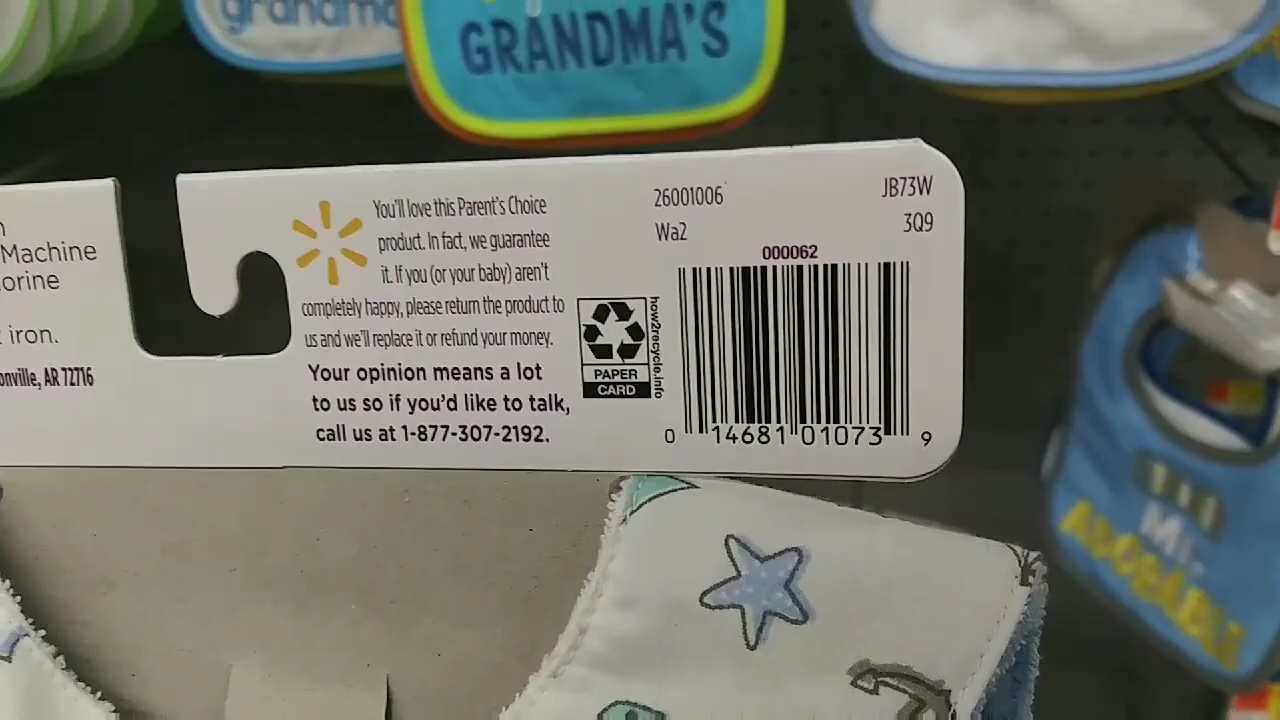 grandma
GRANDMA'S
Machine
orine
iron.
onville, AR 72716
You'll love this Parent's Choice
product. In fact, we guarantee
it. If you (or your baby) aren't
completely happy, please return the product to
us and we'll replace it or refund your money.
Your opinion means a lot
to us so if you'd like to talk,
call us at 1-877-307-2192.
how2recycle.info
PAPER
CARD
26001006
Wa2
JB73W
3Q9
000062
0 14681 01073 9
Mr.
ADORABLE